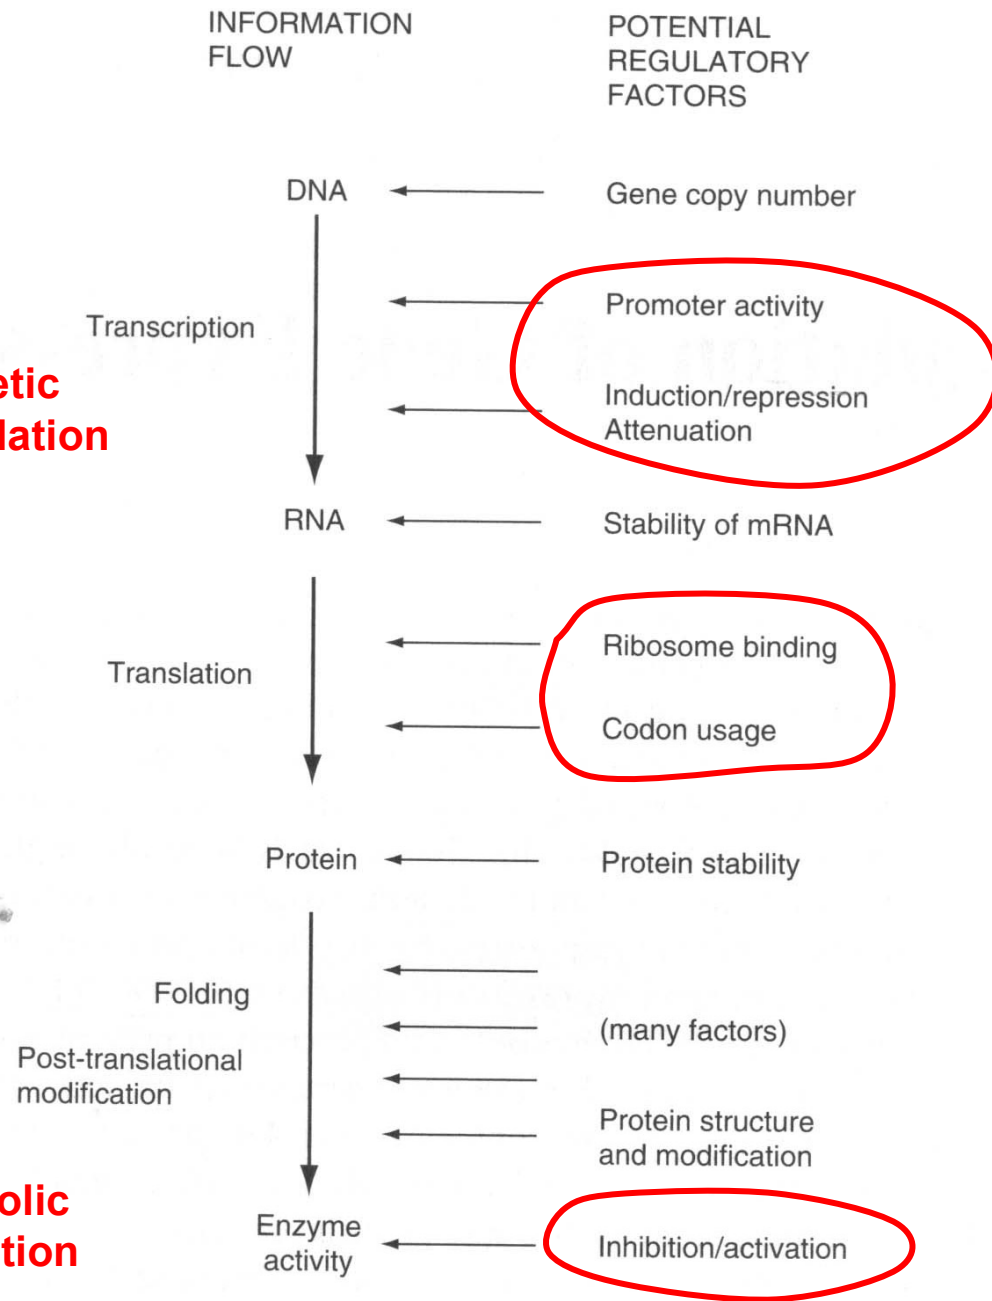 INFORMATION
FLOW
POTENTIAL
REGULATORY
FACTORS
DNA
Gene copy number
Transcription
Promoter activity
etic
lation
Induction/repression
Attenuation
RNA
Stability of mRNA
Translation
Ribosome binding
Codon usage
Protein
Protein stability
Folding
(many factors)
Post-translational
modification
Protein structure
and modification
olic
tion
Enzyme
activity
Inhibition/activation